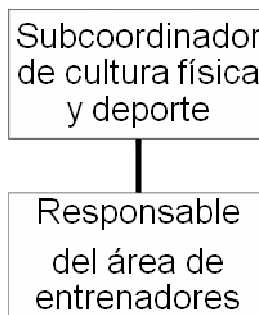 Subcoordinador
de cultura física
y deporte
Responsable
del área de
entrenadores